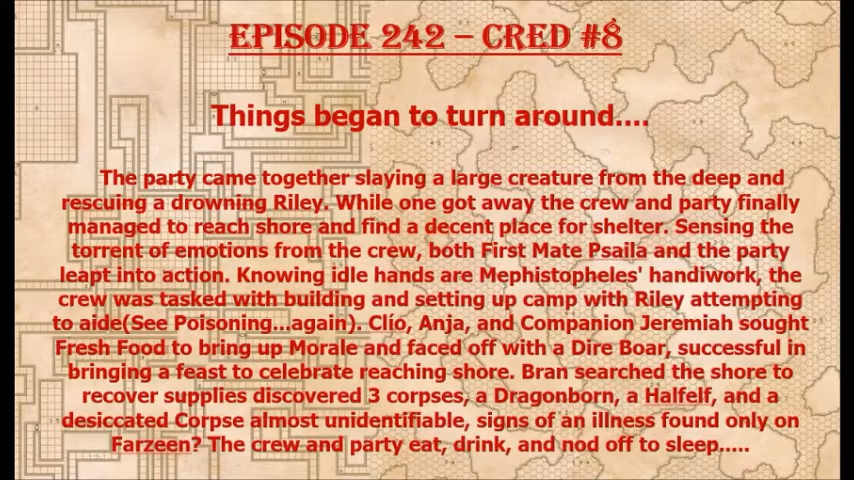 EPISODE 242 – CRED #8
Things began to turn around....
The party came together slaying a large creature from the deep and
rescuing a drowning Riley. While one got away the crew and party finally
managed to reach shore and find a decent place for shelter. Sensing the
torrent of emotions from the crew, both First Mate Psaila and the party
leapt into action. Knowing idle hands are Mephistopheles' handiwork, the
crew was tasked with building and setting up camp with Riley attempting
to aide(See Poisoning...again). Clío, Anja, and Companion Jeremiah sought
Fresh Food to bring up Morale and faced off with a Dire Boar, successful in
bringing a feast to celebrate reaching shore. Bran searched the shore to
recover supplies discovered 3 corpses, a Dragonborn, a Halfelf, and a
desiccated Corpse almost unidentifiable, signs of an illness found only on
Farzeen? The crew and party eat, drink, and nod off to sleep.....